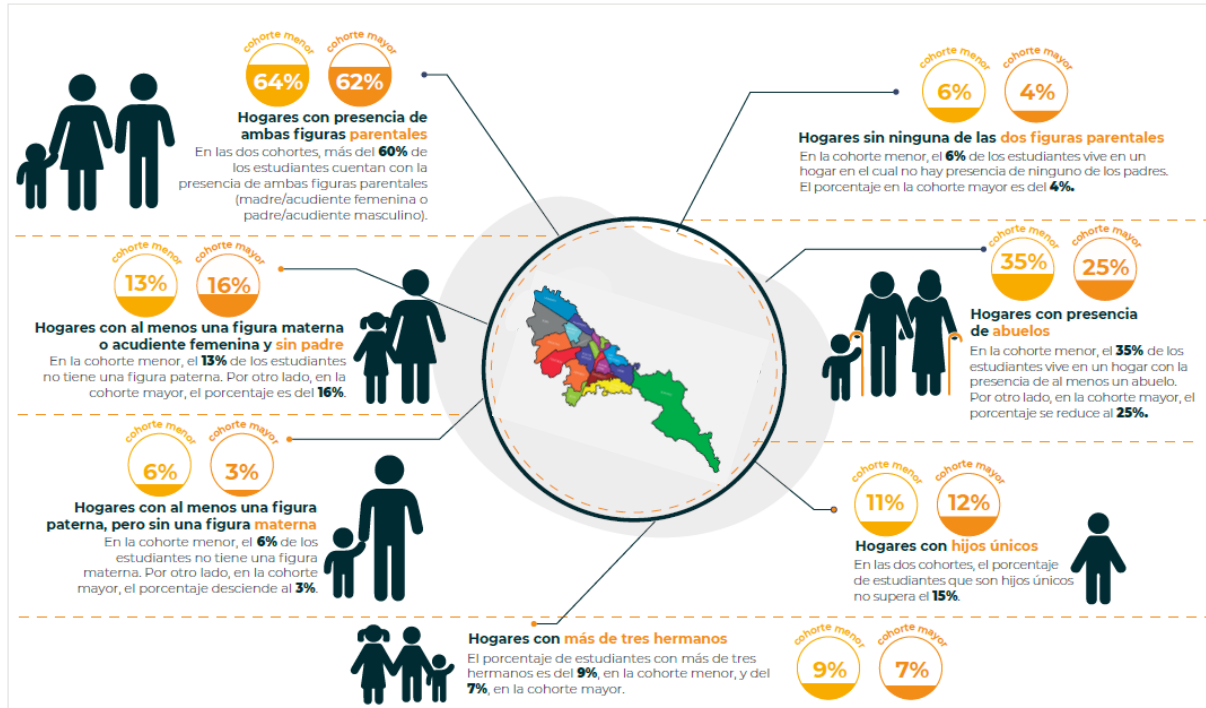 cohorte menor
cohorte mayor
64%
62%
Hogares con presencia de
ambas figuras parentales
En las dos cohortes, más del 60% de
los estudiantes cuentan con la
presencia de ambas figuras parentales
(madre/acudiente femenina o
padre/acudiente masculino).
cohorte menor
cohorte mayor
6%
4%
Hogares sin ninguna de las dos figuras parentales
En la cohorte menor, el 6% de los estudiantes vive en un
hogar en el cual no hay presencia de ninguno de los padres.
El porcentaje en la cohorte mayor es del 4%.
cohorte menor
cohorte mayor
13%
16%
Hogares con al menos una figura materna
o acudiente femenina y sin padre
En la cohorte menor, el 13% de los estudiantes
no tiene una figura paterna. Por otro lado, en la
cohorte mayor, el porcentaje es del 16%.
cohorte menor
cohorte mayor
35%
25%
Hogares con presencia
de abuelos
En la cohorte menor, el 35% de los
estudiantes vive en un hogar con la
presencia de al menos un abuelo.
Por otro lado, en la cohorte mayor, el
porcentaje se reduce al 25%.
cohorte menor
cohorte mayor
6%
3%
Hogares con al menos una figura
paterna, pero sin una figura materna
En la cohorte menor, el 6% de los
estudiantes no tiene una figura
materna. Por otro lado, en la cohorte
mayor, el porcentaje desciende al 3%.
cohorte menor
cohorte mayor
11%
12%
Hogares con hijos únicos
En las dos cohortes, el porcentaje
de estudiantes que son hijos únicos
no supera el 15%.
Hogares con más de tres hermanos
El porcentaje de estudiantes con más de tres
hermanos es del 9%, en la cohorte menor, y del
7%, en la cohorte mayor.
cohorte menor
cohorte mayor
9%
7%